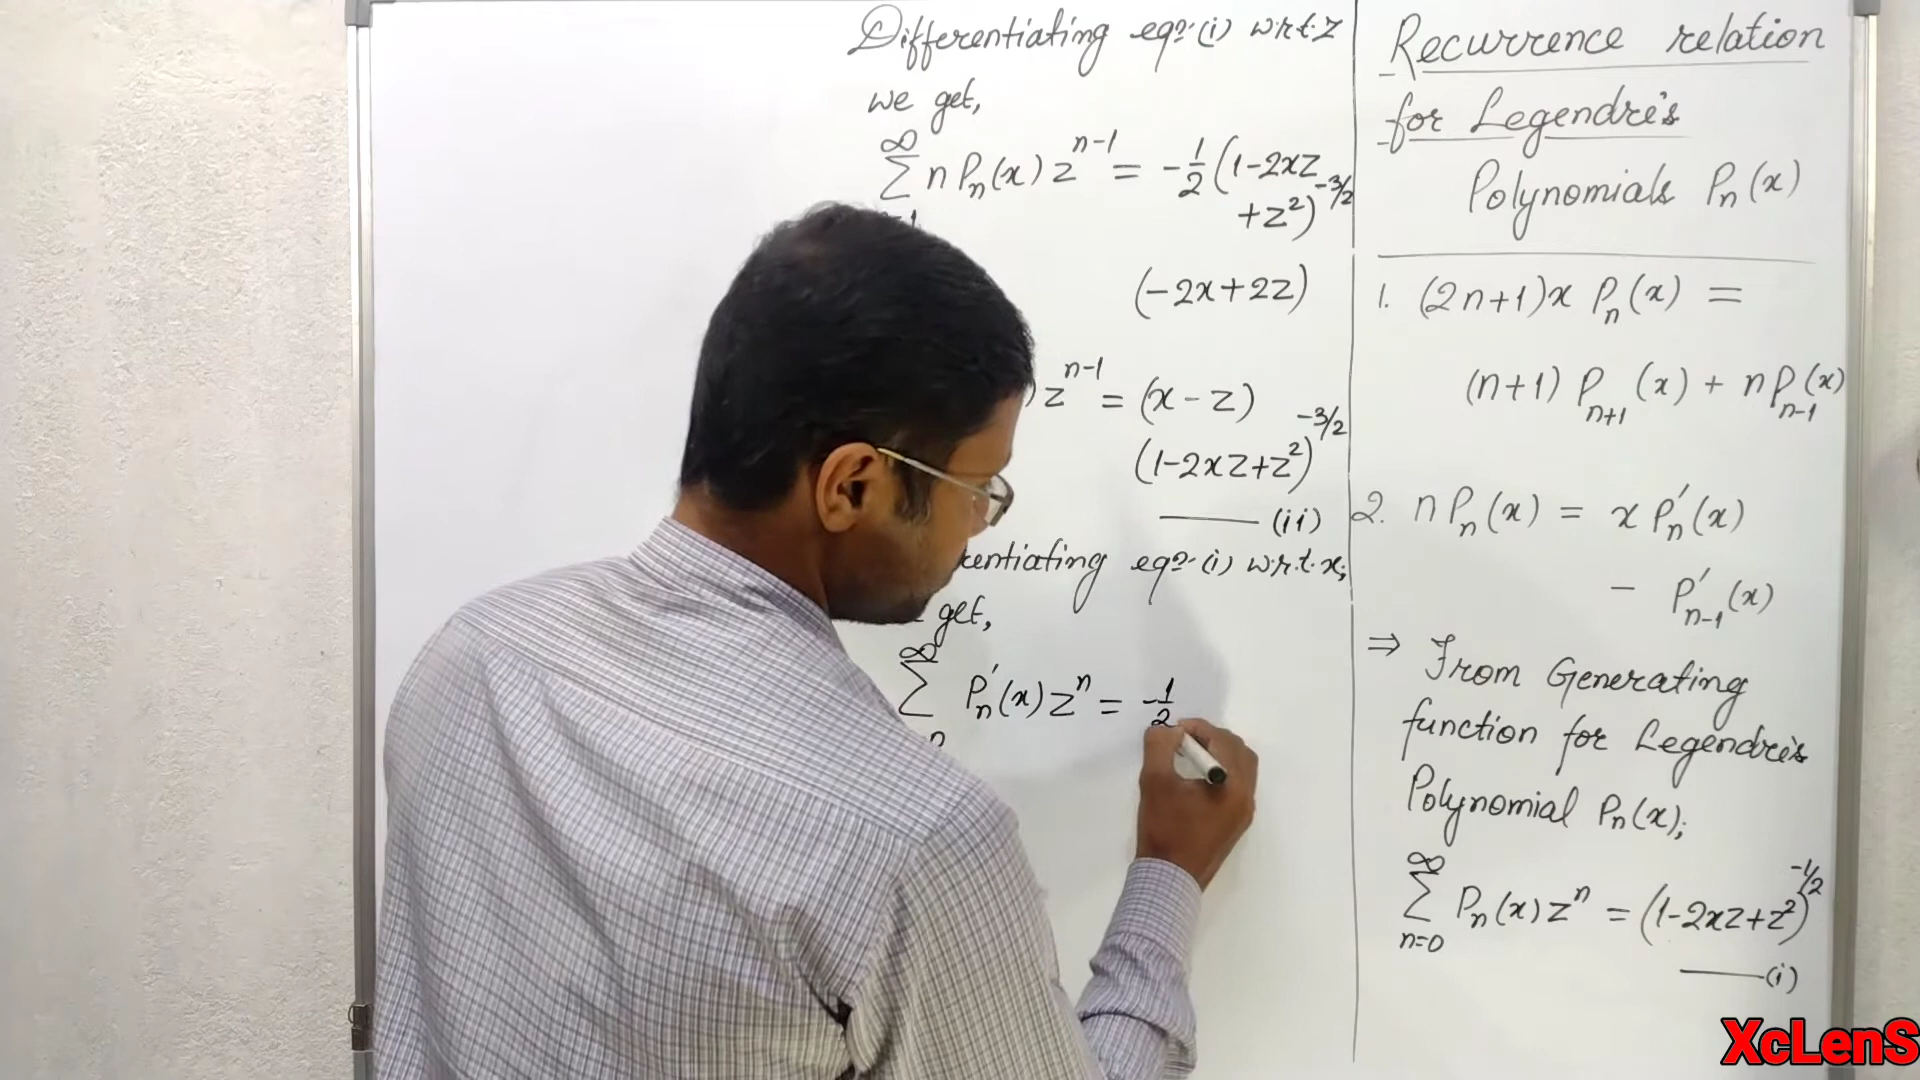 Recurrence relation
for Legendre's
Polynomials Pn(x)
1. (2n+1)x Pn(x) =
(n+1) Pn+1 (x) + nPn-1(x)
2. n Pn(x) = x P'n(x)
- P'n-1(x)
⇒ From Generating
function for Legendre's
Polynomial Pn(x);
∞
Σ Pn(x) z^n = (1-2xz+z²)^-1/2
n=0
(i)
Differentiating eqn. (i) w.r.t. z
we get,
∞
Σ n Pn(x) z^n-1 = -1/2 (1-2xz
+z²)^-3/2
(-2x+2z)
) z^n-1 = (x-z)
(1-2xz+z²)^-3/2
(ii)
rentiating eqn. (i) w.r.t. x;
get,
∞
Σ P'n(x) z^n = -1/2